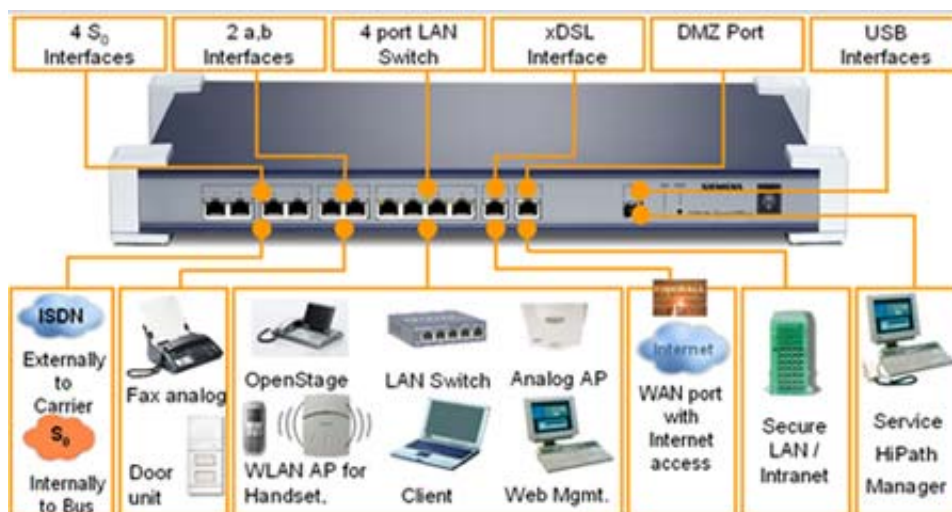 4 S₀
Interfaces
2 a,b
Interfaces
4 port LAN
Switch
xDSL
Interface
DMZ Port
USB
Interfaces
SIEMENS
ISDN
Externally
to
Carrier
S₀
Internally
to Bus
Fax analog
Door
unit
OpenStage
LAN Switch
Analog AP
WLAN AP for
Handset.
Client
Web Mgmt.
FIREWALL
Internet
WAN port
with
Internet
access
Secure
LAN /
Intranet
Service
HiPath
Manager